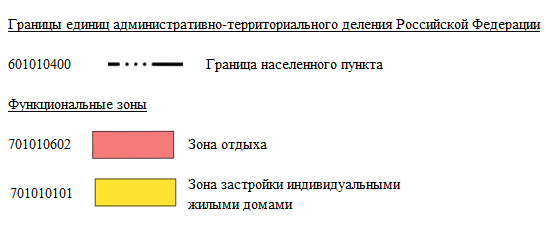 Границы единиц административно-территориального деления Российской Федерации
601010400 Граница населенного пункта
Функциональные зоны
701010602 Зона отдыха
701010101 Зона застройки индивидуальными
жилыми домами